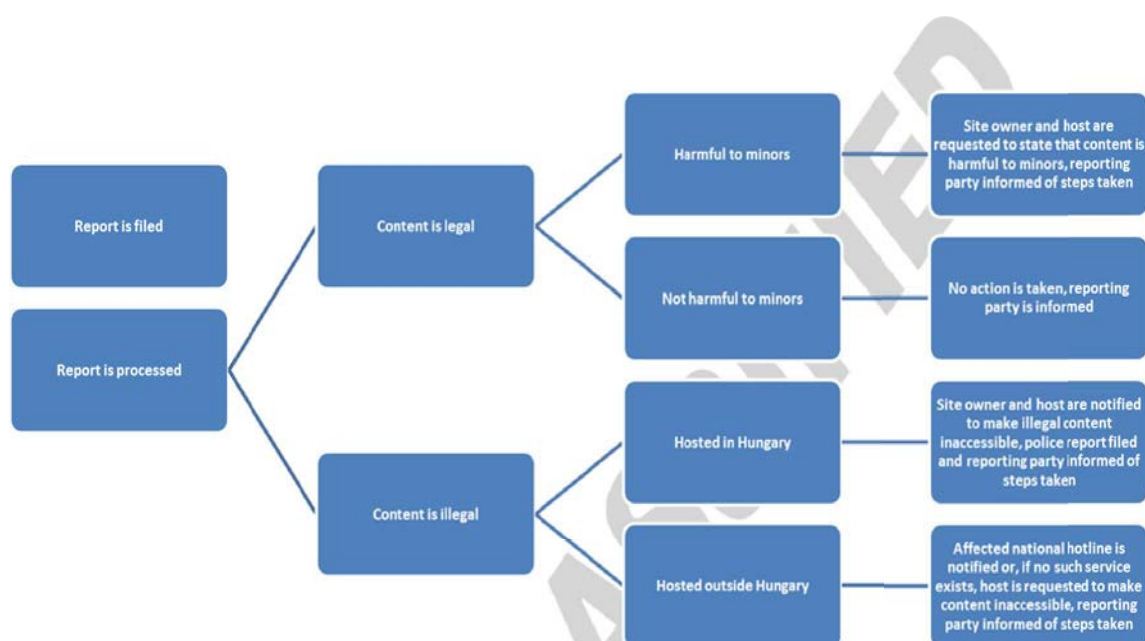 Report is filed
Report is processed
Content is legal
Content is illegal
Harmful to minors
Not harmful to minors
Hosted in Hungary
Hosted outside Hungary
Site owner and host are
requested to state that content is
harmful to minors, reporting
party informed of steps taken
No action is taken, reporting
party is informed
Site owner and host are notified
to make illegal content
inaccessible, police report filed
and reporting party informed of
steps taken
Affected national hotline is
notified or, if no such service
exists, host is requested to make
content inaccessible, reporting
party informed of steps taken